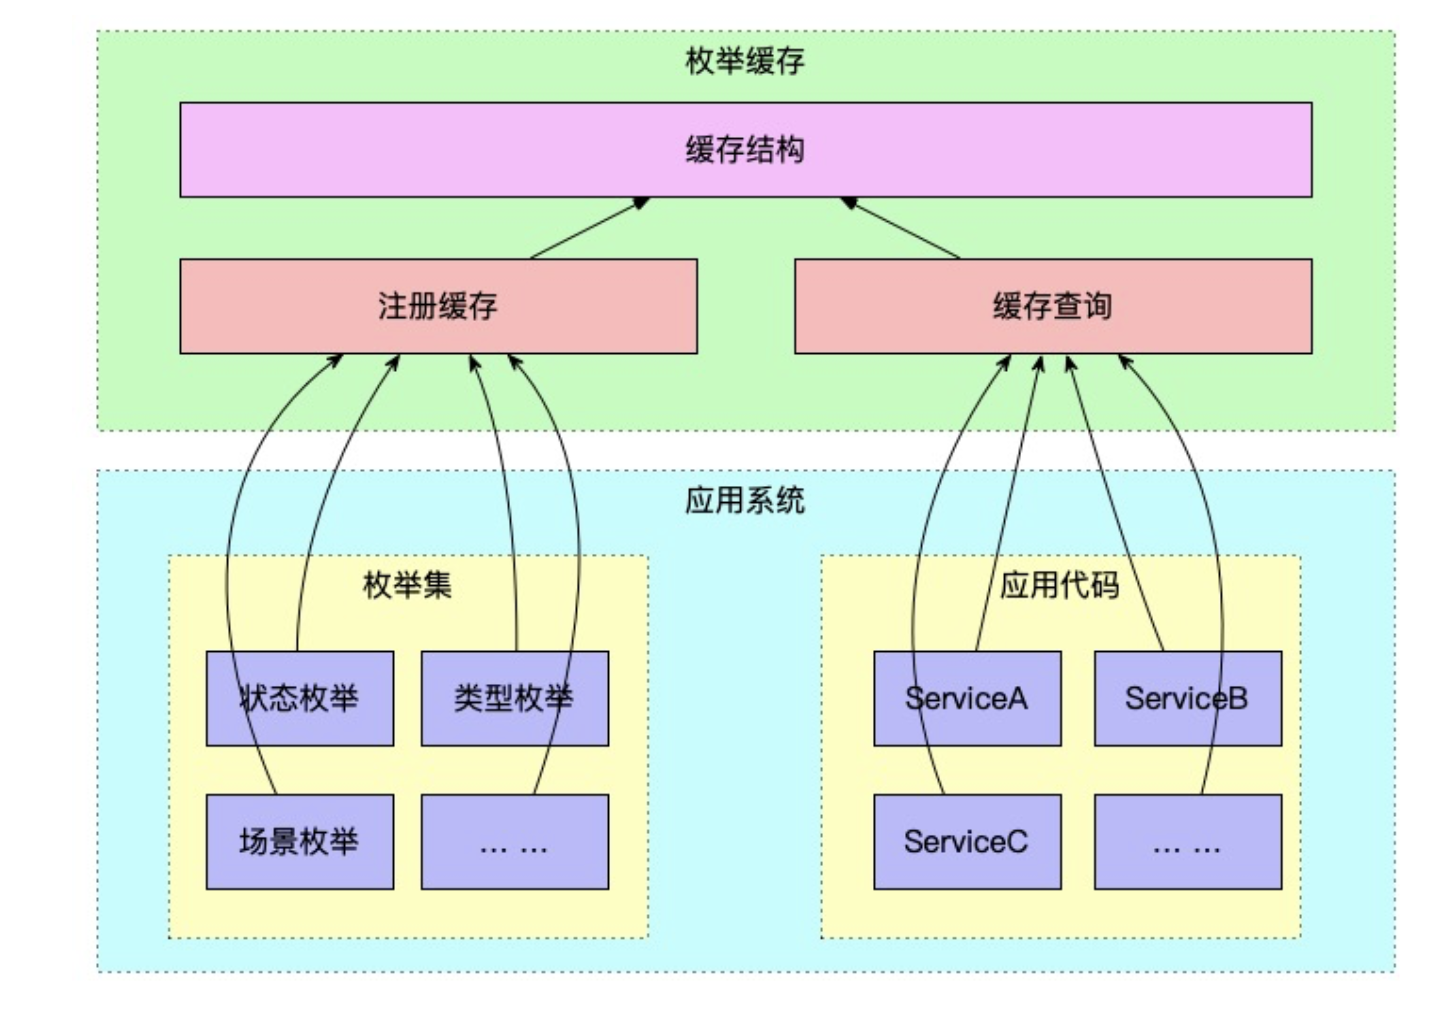 枚举缓存
缓存结构
注册缓存
缓存查询
应用系统
枚举集
应用代码
状态枚举
类型枚举
ServiceA
ServiceB
场景枚举
... ...
ServiceC
... ...